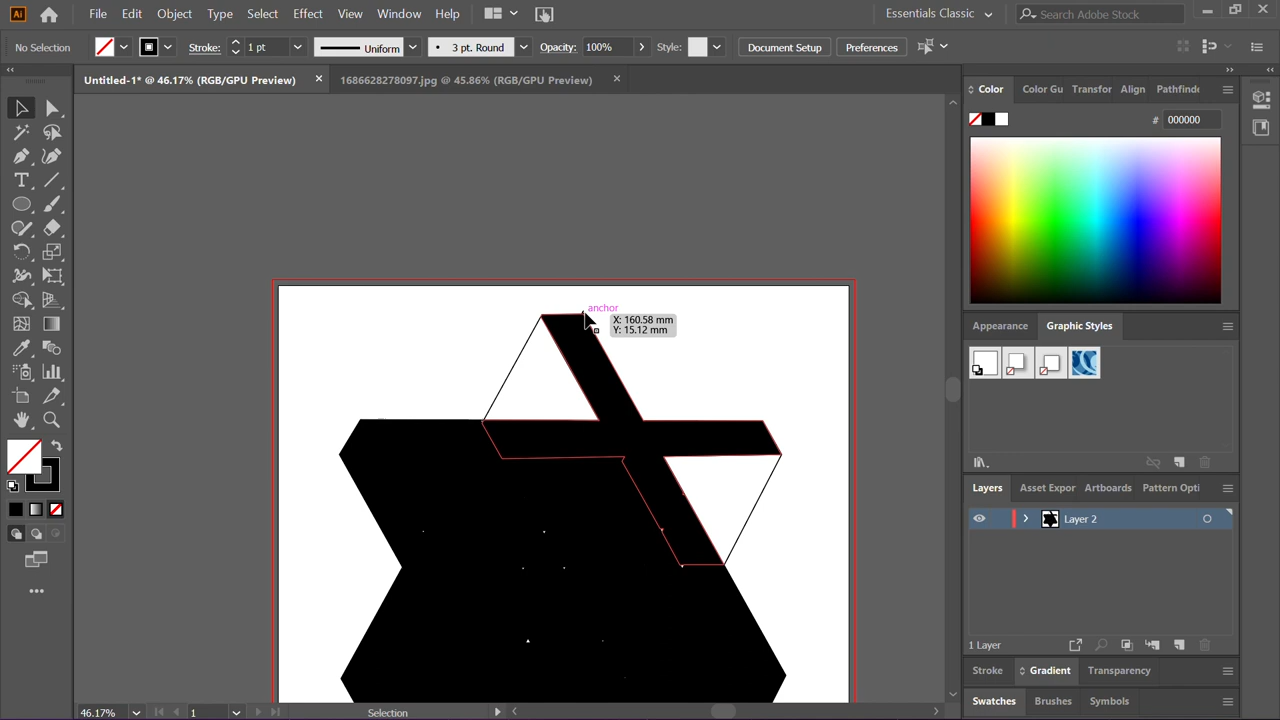 Ai File Edit Object Type Select Effect View Window Help Essentials Classic Search Adobe Stock
No Selection Stroke: 1 pt Uniform 3 pt. Round Opacity: 100% Style: Document Setup Preferences
Untitled-1* @ 46.17% (RGB/GPU Preview) × 1686628278097.jpg @ 45.86% (RGB/GPU Preview) ×
Color Color Gu Transfor Align Pathfind
# 000000
anchor
X: 160.58 mm
Y: 15.12 mm
Appearance Graphic Styles
Layers Asset Expor Artboards Pattern Opti
Layer 2
1 Layer
Stroke Gradient Transparency
Swatches Brushes Symbols
46.17% 1 Selection